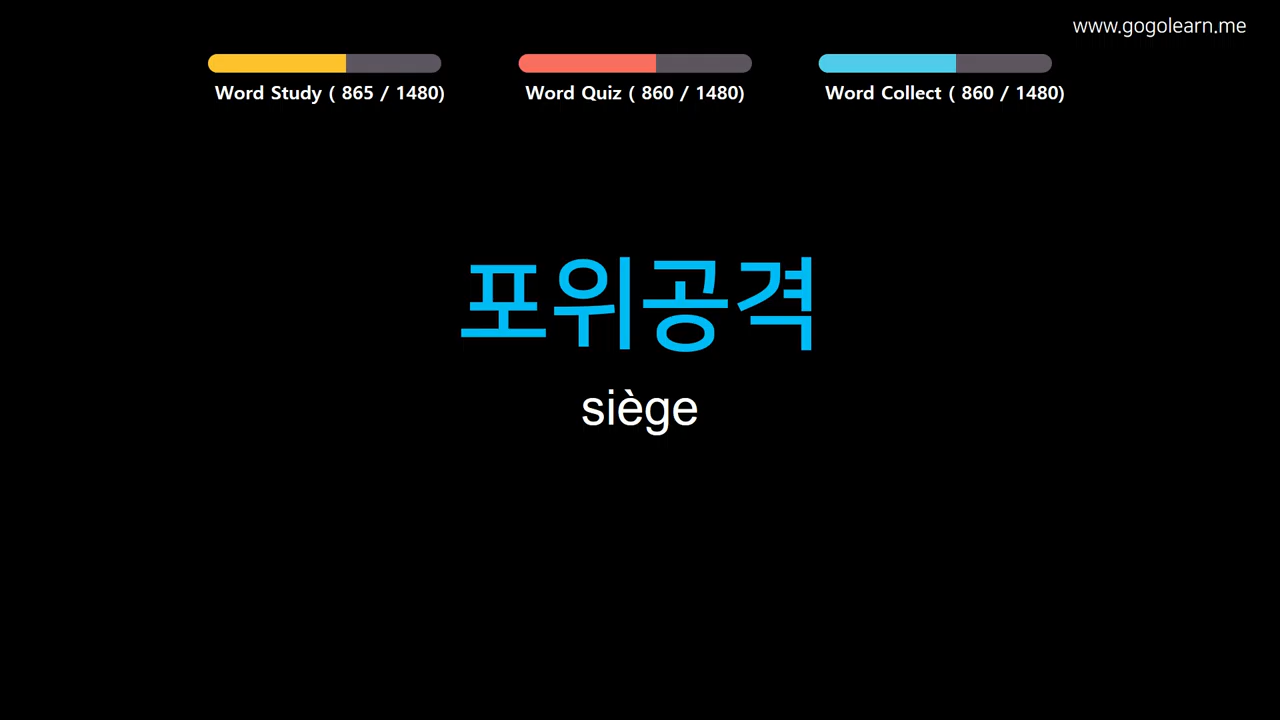 www.gogolearn.me
Word Study ( 865 / 1480)
Word Quiz ( 860 / 1480)
Word Collect ( 860 / 1480)
포위공격
siège